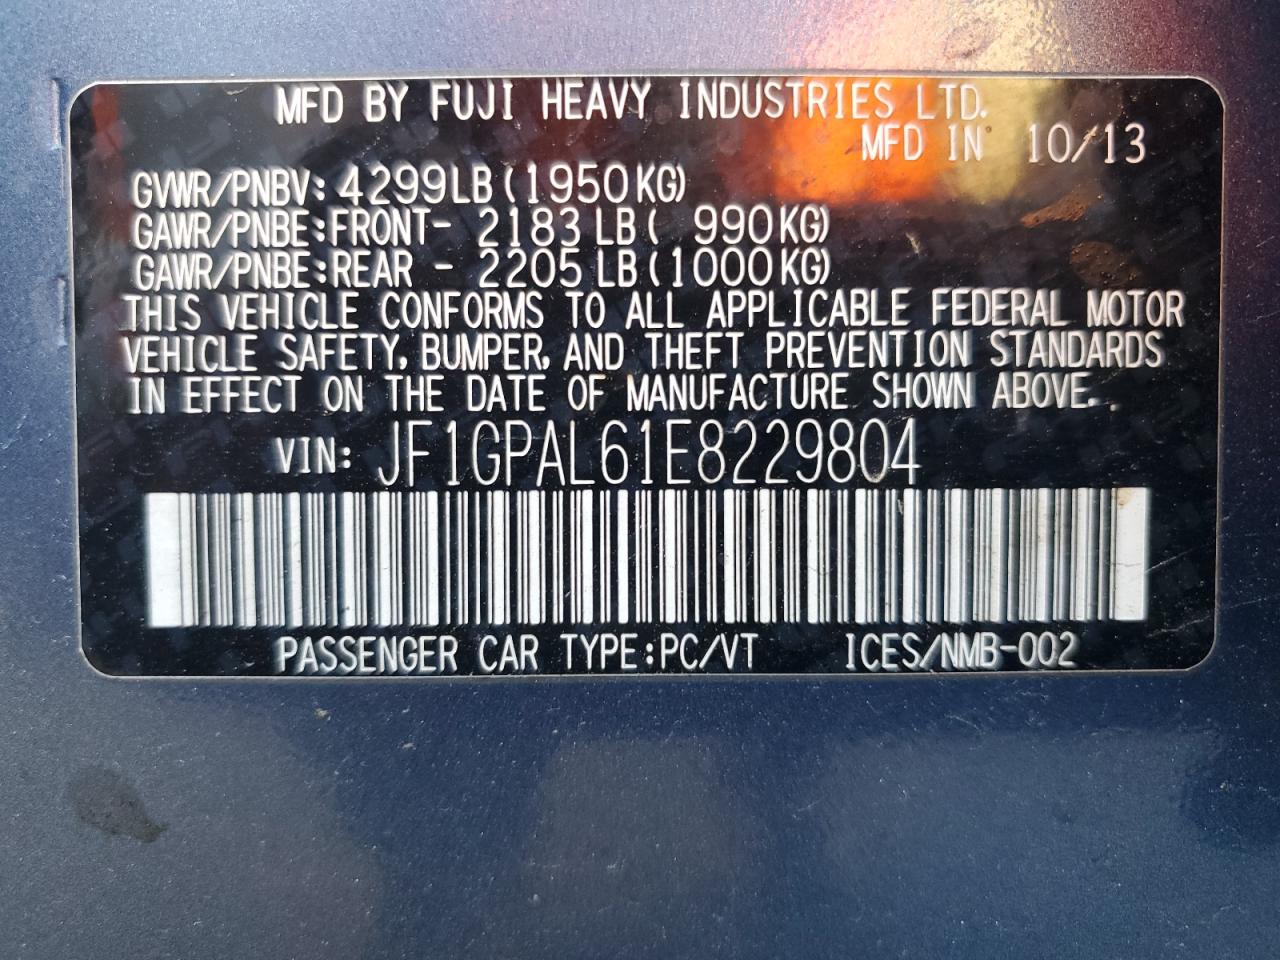 MFD BY FUJI HEAVY INDUSTRIES LTD.
MFD IN 10/13
GVWR/PNBV: 4299LB (1950KG)
GAWR/PNBE:FRONT- 2183 LB ( 990KG)
GAWR/PNBE:REAR - 2205 LB (1000KG)
THIS VEHICLE CONFORMS TO ALL APPLICABLE FEDERAL MOTOR
VEHICLE SAFETY, BUMPER, AND THEFT PREVENTION STANDARDS
IN EFFECT ON THE DATE OF MANUFACTURE SHOWN ABOVE.
VIN: JF1GPAL61E8229804
PASSENGER CAR TYPE:PC/VT ICES/NMB-002